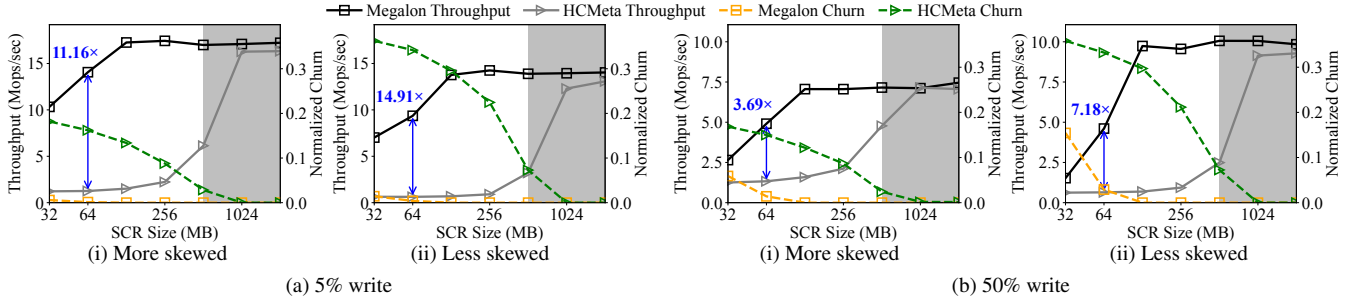 Megalon Throughput HCMeta Throughput Megalon Churn HCMeta Churn
Throughput (Mops/sec)
15
10
5
0
11.16×
0.3
0.2
0.1
0.0
Normalized Churn
32 64 256 1024
SCR Size (MB)
(i) More skewed
Throughput (Mops/sec)
15
10
5
0
14.91×
0.3
0.2
0.1
0.0
Normalized Churn
32 64 256 1024
SCR Size (MB)
(ii) Less skewed
(a) 5% write
Throughput (Mops/sec)
10.0
7.5
5.0
2.5
0.0
3.69×
0.3
0.2
0.1
0.0
Normalized Churn
32 64 256 1024
SCR Size (MB)
(i) More skewed
Throughput (Mops/sec)
10.0
7.5
5.0
2.5
0.0
7.18×
0.3
0.2
0.1
0.0
Normalized Churn
32 64 256 1024
SCR Size (MB)
(ii) Less skewed
(b) 50% write